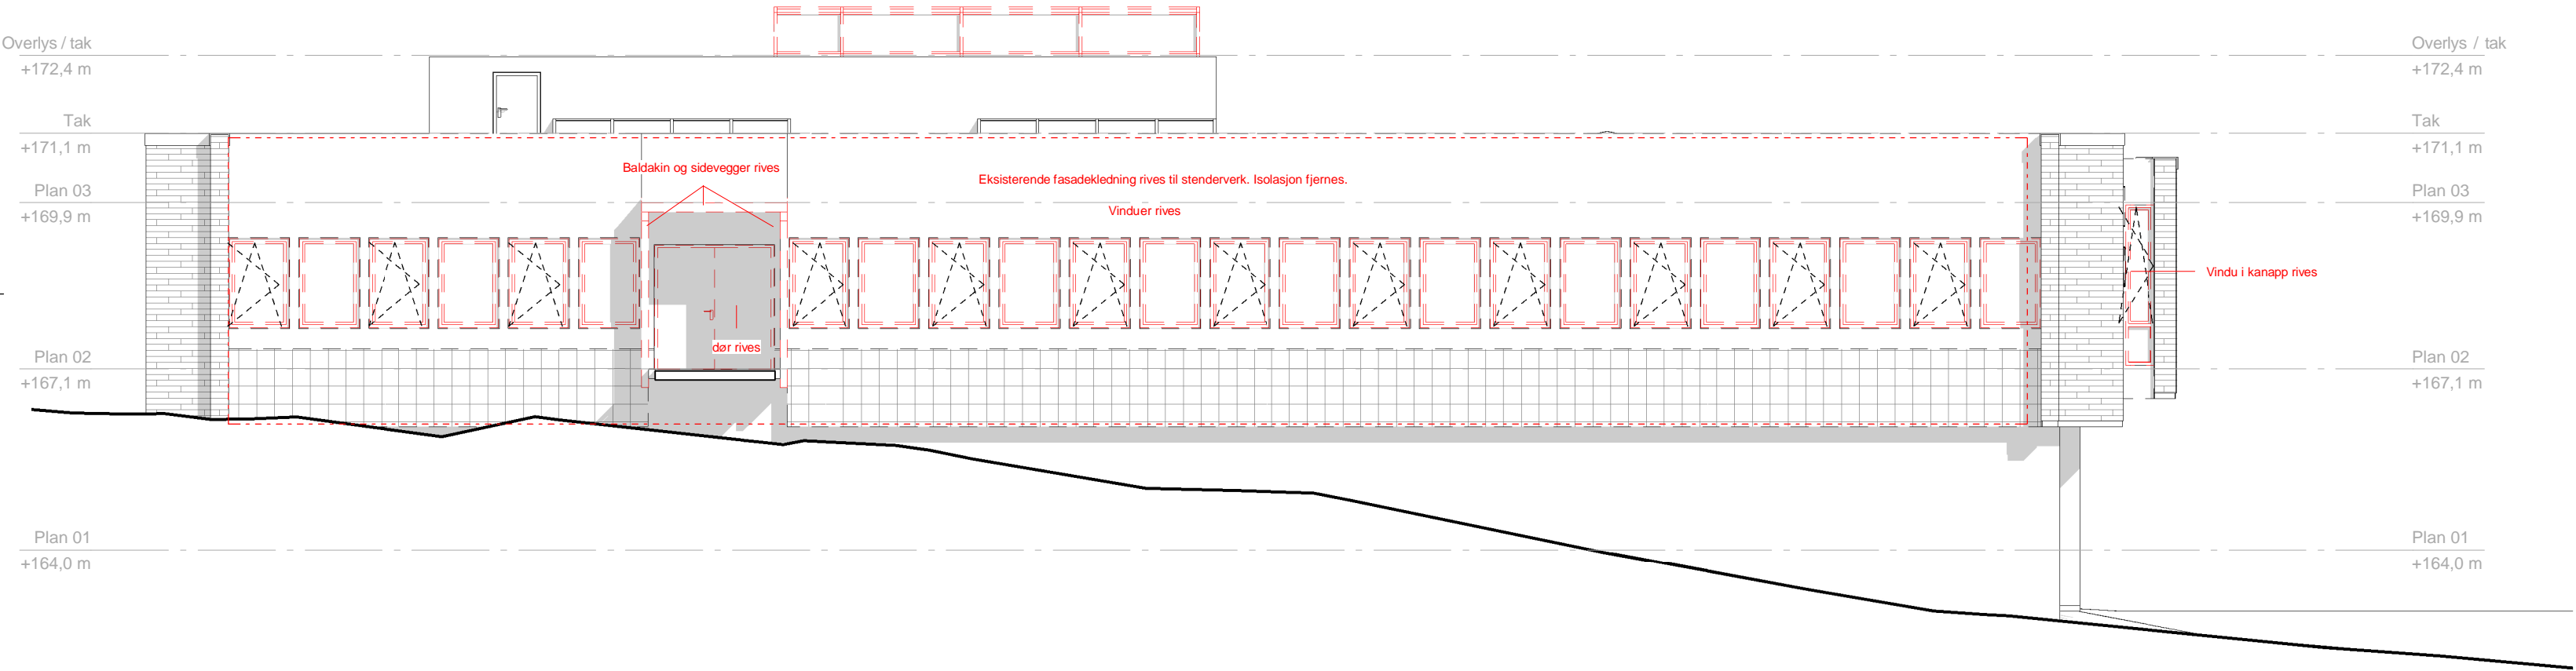 Overlys / tak
+172,4 m
Overlys / tak
+172,4 m
Tak
+171,1 m
Tak
+171,1 m
Baldakin og sidevegger rives
Eksisterende fasadekledning rives til stenderverk. Isolasjon fjernes.
Plan 03
+169,9 m
Vinduer rives
Plan 03
+169,9 m
Vindu i kanapp rives
dør rives
Plan 02
+167,1 m
Plan 02
+167,1 m
Plan 01
+164,0 m
Plan 01
+164,0 m